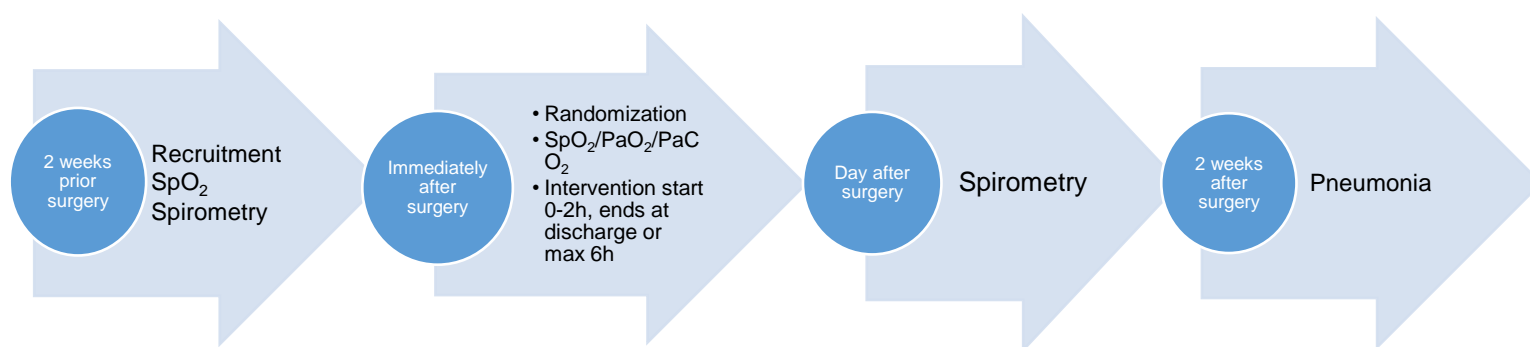 2 weeks
prior
surgery
Recruitment
SpO₂
Spirometry
Immediately
after
surgery
• Randomization
• SpO₂/PaO₂/PaC
O₂
• Intervention start
0-2h, ends at
discharge or
max 6h
Day after
surgery
Spirometry
2 weeks
after
surgery
Pneumonia